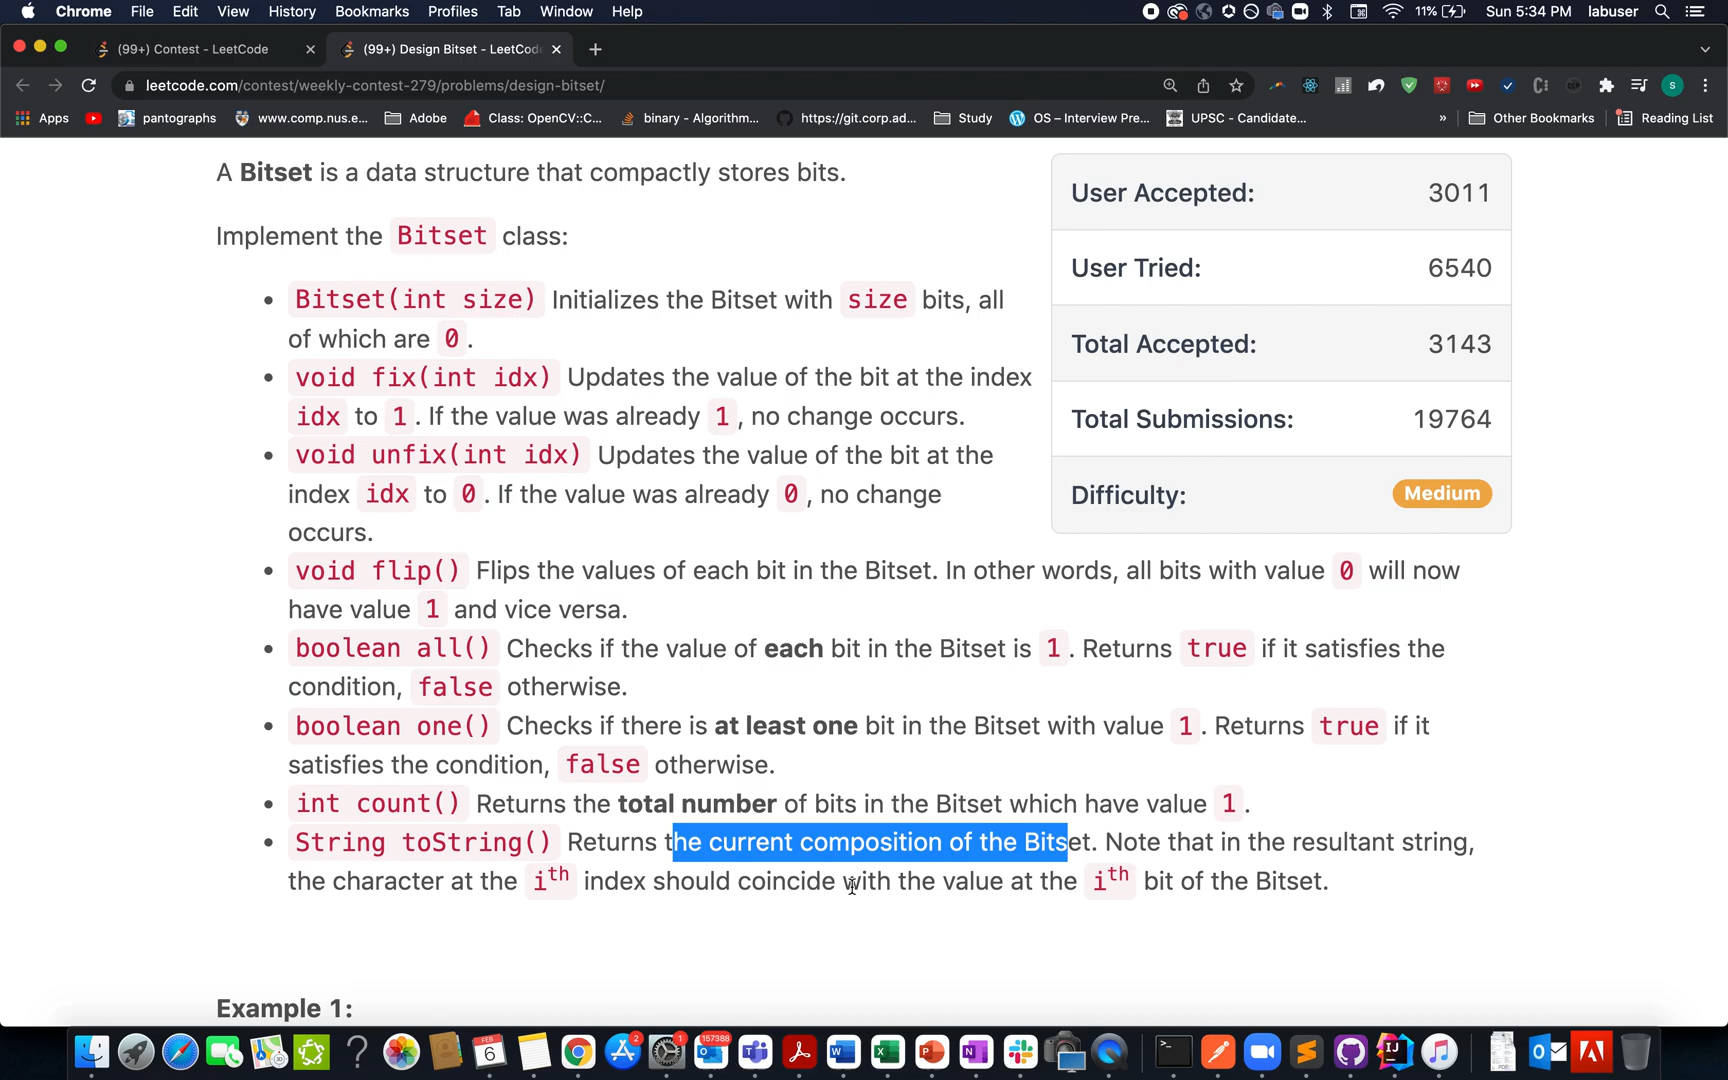 Chrome File Edit View History Bookmarks Profiles Tab Window Help 11% Sun 5:34 PM labuser
(99+) Contest - LeetCode (99+) Design Bitset - LeetCode
leetcode.com/contest/weekly-contest-279/problems/design-bitset/
Apps pantographs www.comp.nus.e... Adobe Class: OpenCV::C... binary - Algorithm... https://git.corp.ad... Study OS – Interview Pre... UPSC - Candidate... » Other Bookmarks Reading List
A Bitset is a data structure that compactly stores bits.
User Accepted: 3011
Implement the Bitset class:
User Tried: 6540
Bitset(int size) Initializes the Bitset with size bits, all
of which are 0.
Total Accepted: 3143
void fix(int idx) Updates the value of the bit at the index
idx to 1. If the value was already 1, no change occurs.
Total Submissions: 19764
void unfix(int idx) Updates the value of the bit at the
index idx to 0. If the value was already 0, no change
occurs.
Difficulty: Medium
void flip() Flips the values of each bit in the Bitset. In other words, all bits with value 0 will now
have value 1 and vice versa.
boolean all() Checks if the value of each bit in the Bitset is 1. Returns true if it satisfies the
condition, false otherwise.
boolean one() Checks if there is at least one bit in the Bitset with value 1. Returns true if it
satisfies the condition, false otherwise.
int count() Returns the total number of bits in the Bitset which have value 1.
String toString() Returns the current composition of the Bitset. Note that in the resultant string,
the character at the ith index should coincide with the value at the ith bit of the Bitset.
Example 1: